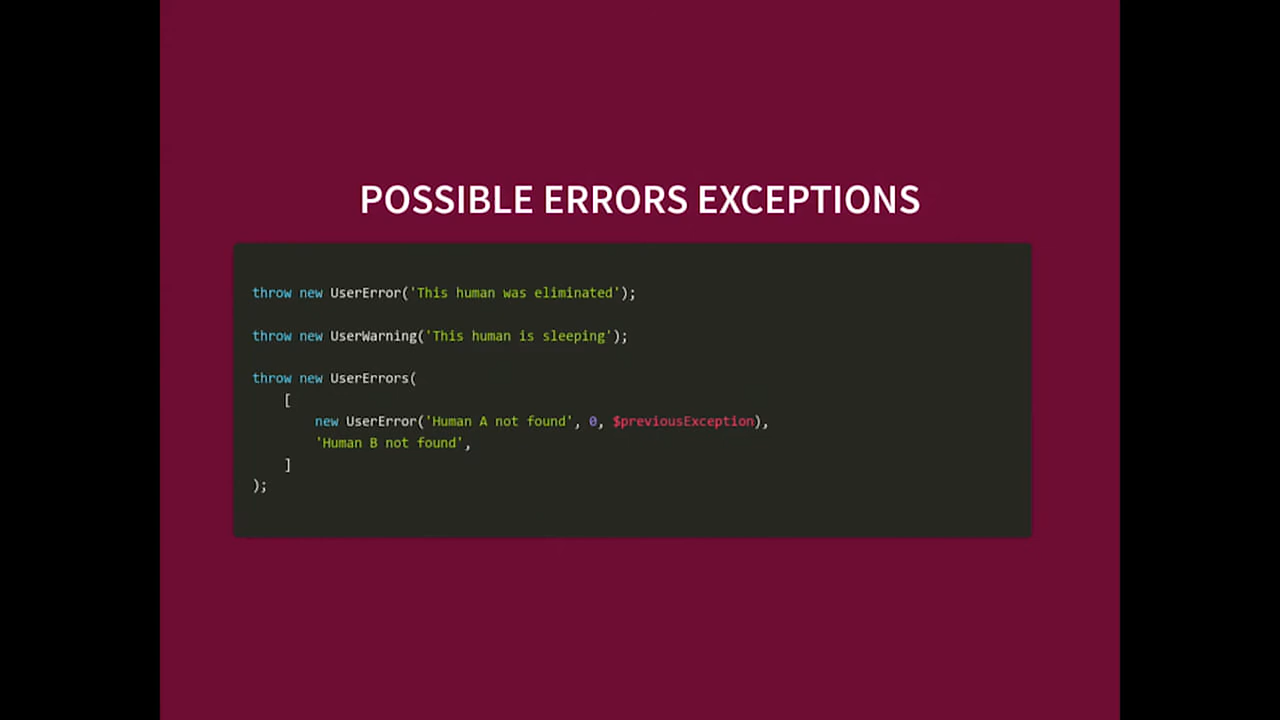 POSSIBLE ERRORS EXCEPTIONS
throw new UserError('This human was eliminated');
throw new UserWarning('This human is sleeping');
throw new UserErrors(
    [
        new UserError('Human A not found', 0, $previousException),
        'Human B not found',
    ]
);